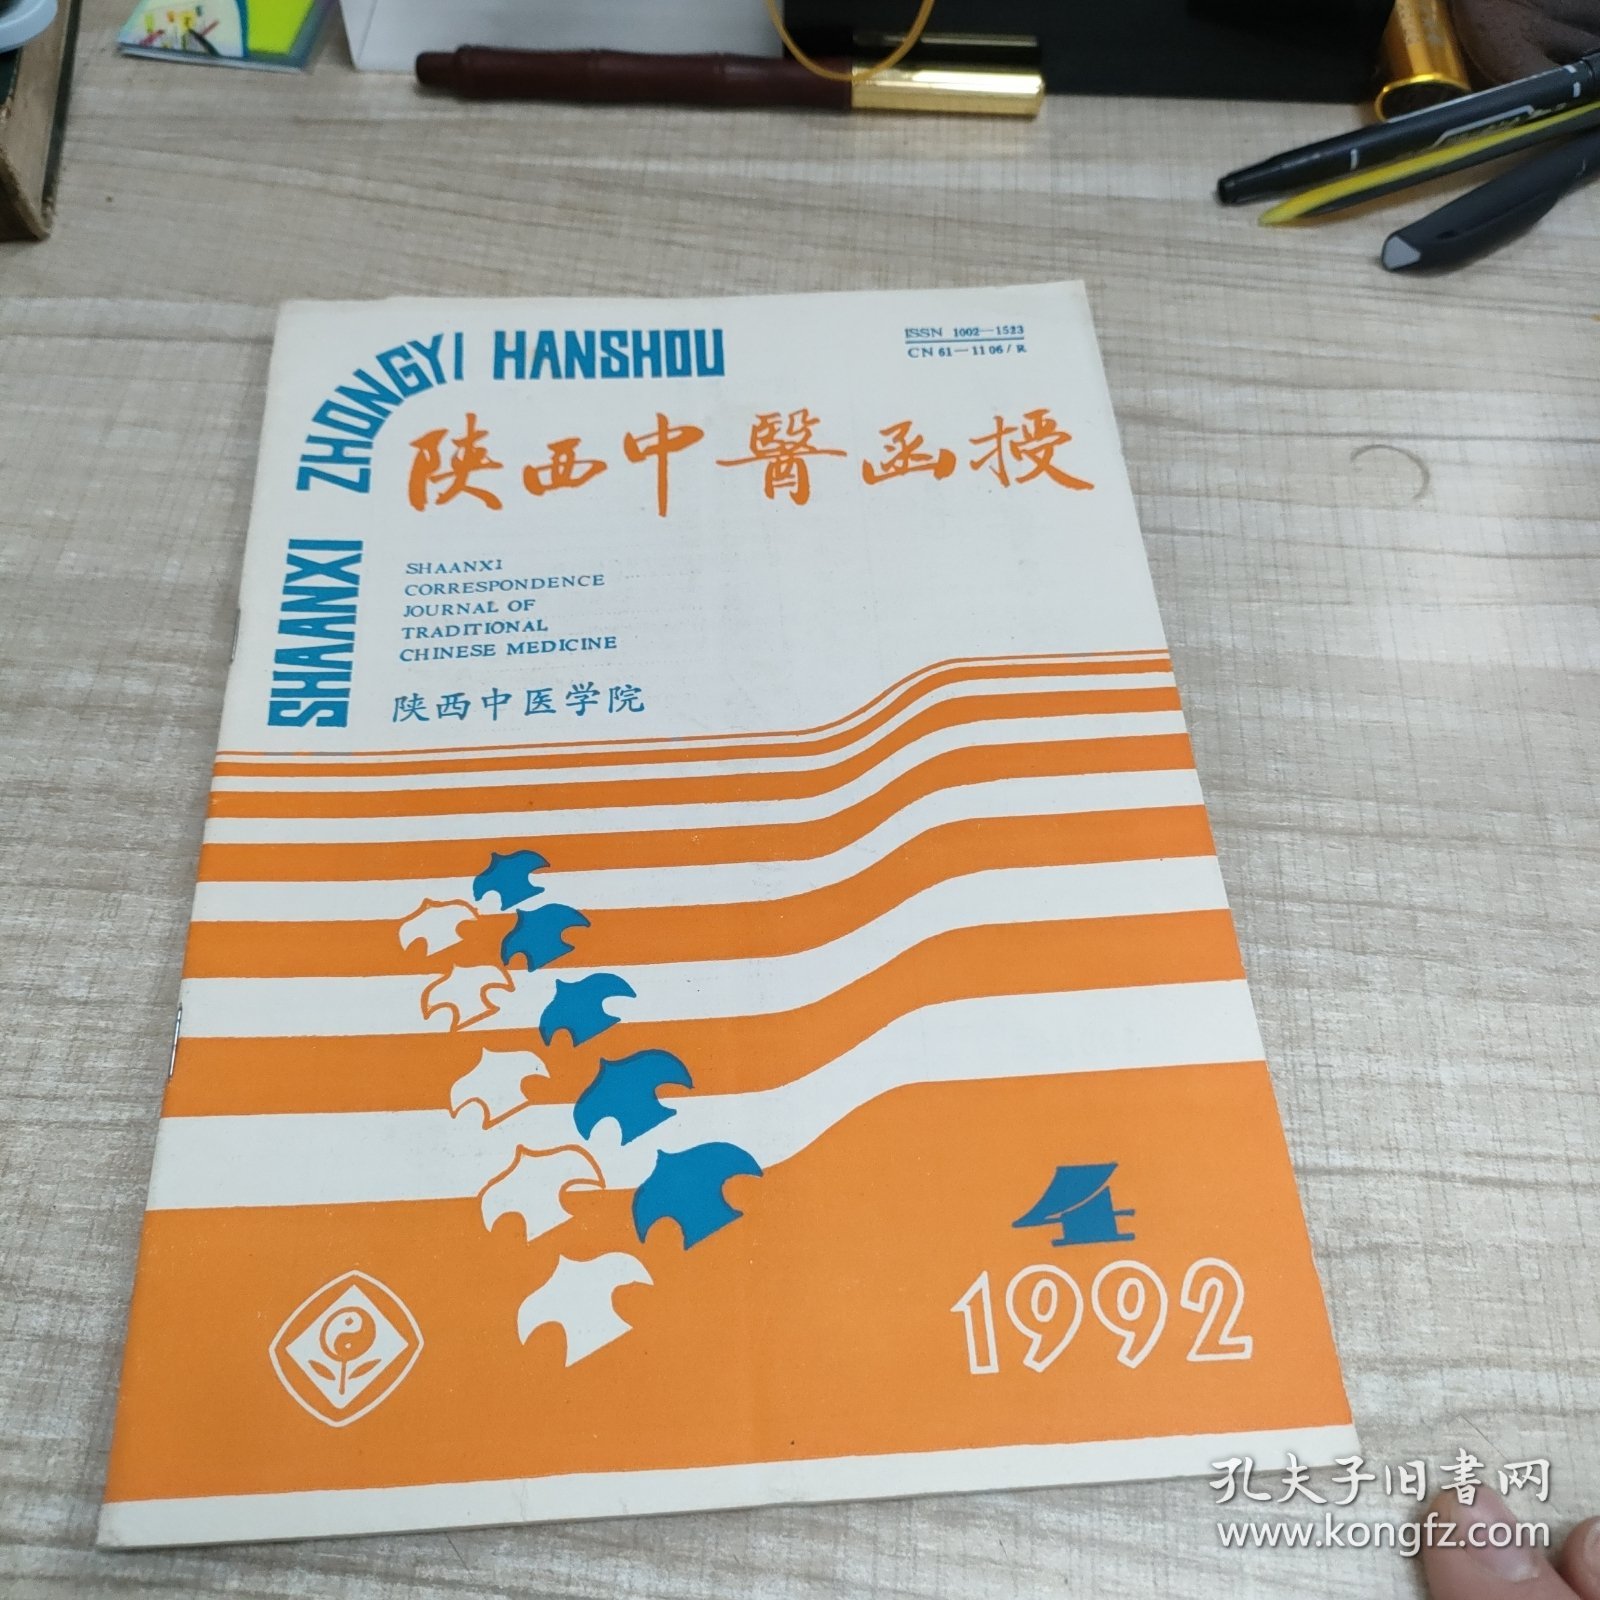 SHAANXI ZHONGYI HANSHOU
ISSN 1002—1523
CN 61—1106/R
陕西中醫函授
SHAANXI
CORRESPONDENCE
JOURNAL OF
TRADITIONAL
CHINESE MEDICINE
陕西中医学院
4
1992
孔夫子旧书网
www.kongfz.com